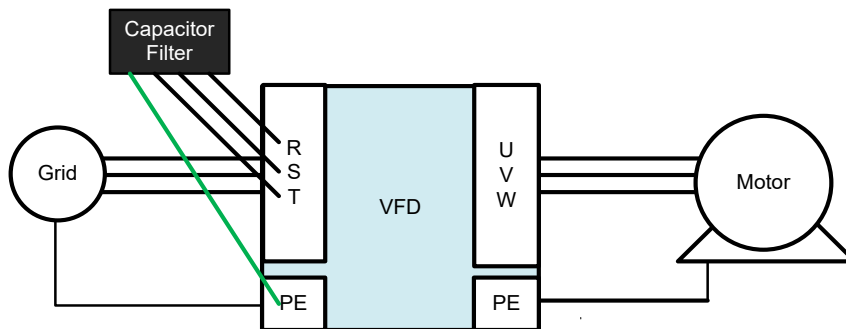 Capacitor
Filter
Grid
R
S
T
VFD
U
V
W
Motor
PE
PE